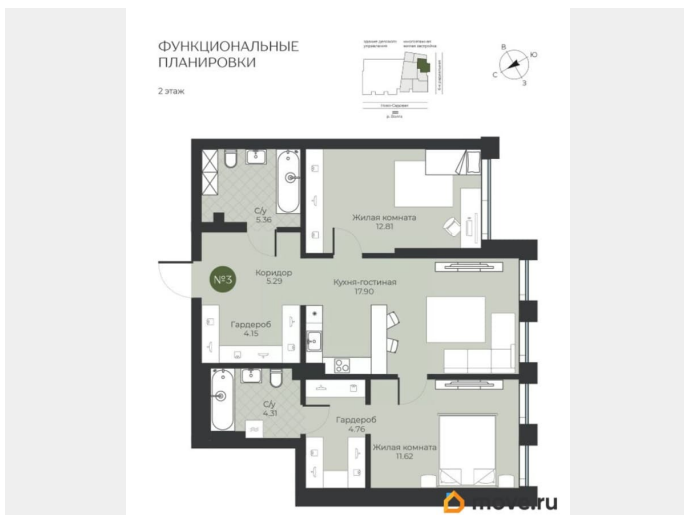 ФУНКЦИОНАЛЬНЫЕ
ПЛАНИРОВКИ
2 этаж
В
Ю
С
З
С/у
5.36
Жилая комната
12.81
Коридор
5.29
Кухня-гостиная
17.90
№3
Гардероб
4.15
С/у
4.31
Гардероб
4.76
Жилая комната
11.62
move.ru